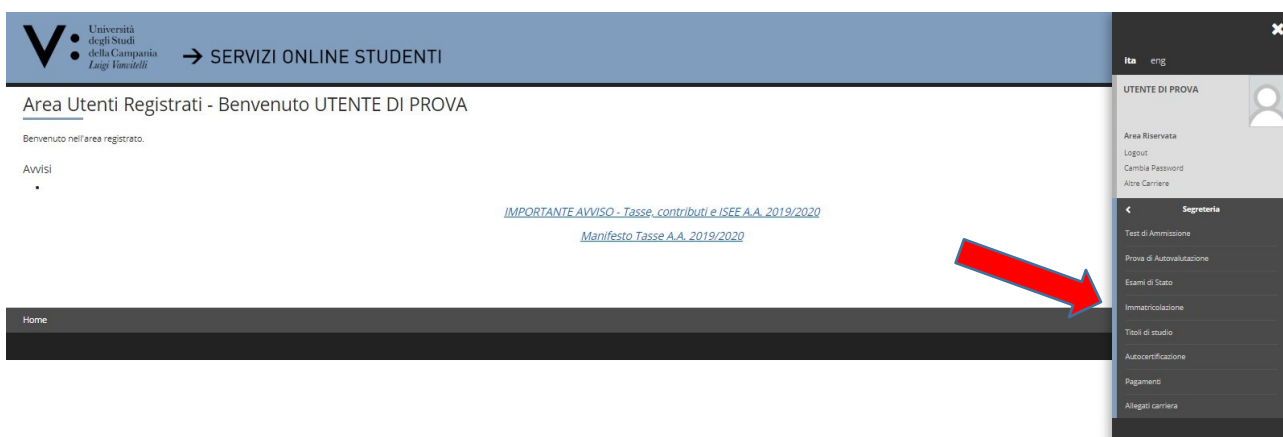 Università
degli Studi
della Campania
Luigi Vanvitelli
→ SERVIZI ONLINE STUDENTI
Area Utenti Registrati - Benvenuto UTENTE DI PROVA
Benvenuto nell'area registrato.
Avvisi
IMPORTANTE AVVISO - Tasse, contributi e ISEE A.A. 2019/2020
Manifesto Tasse A.A. 2019/2020
Home
ita eng
UTENTE DI PROVA
Area Riservata
Logout
Cambia Password
Altre Carriere
Segreteria
Test di Ammissione
Prova di Autovalutazione
Esami di Stato
Immatricolazione
Titoli di studio
Autocertificazione
Pagamenti
Allegati carriera